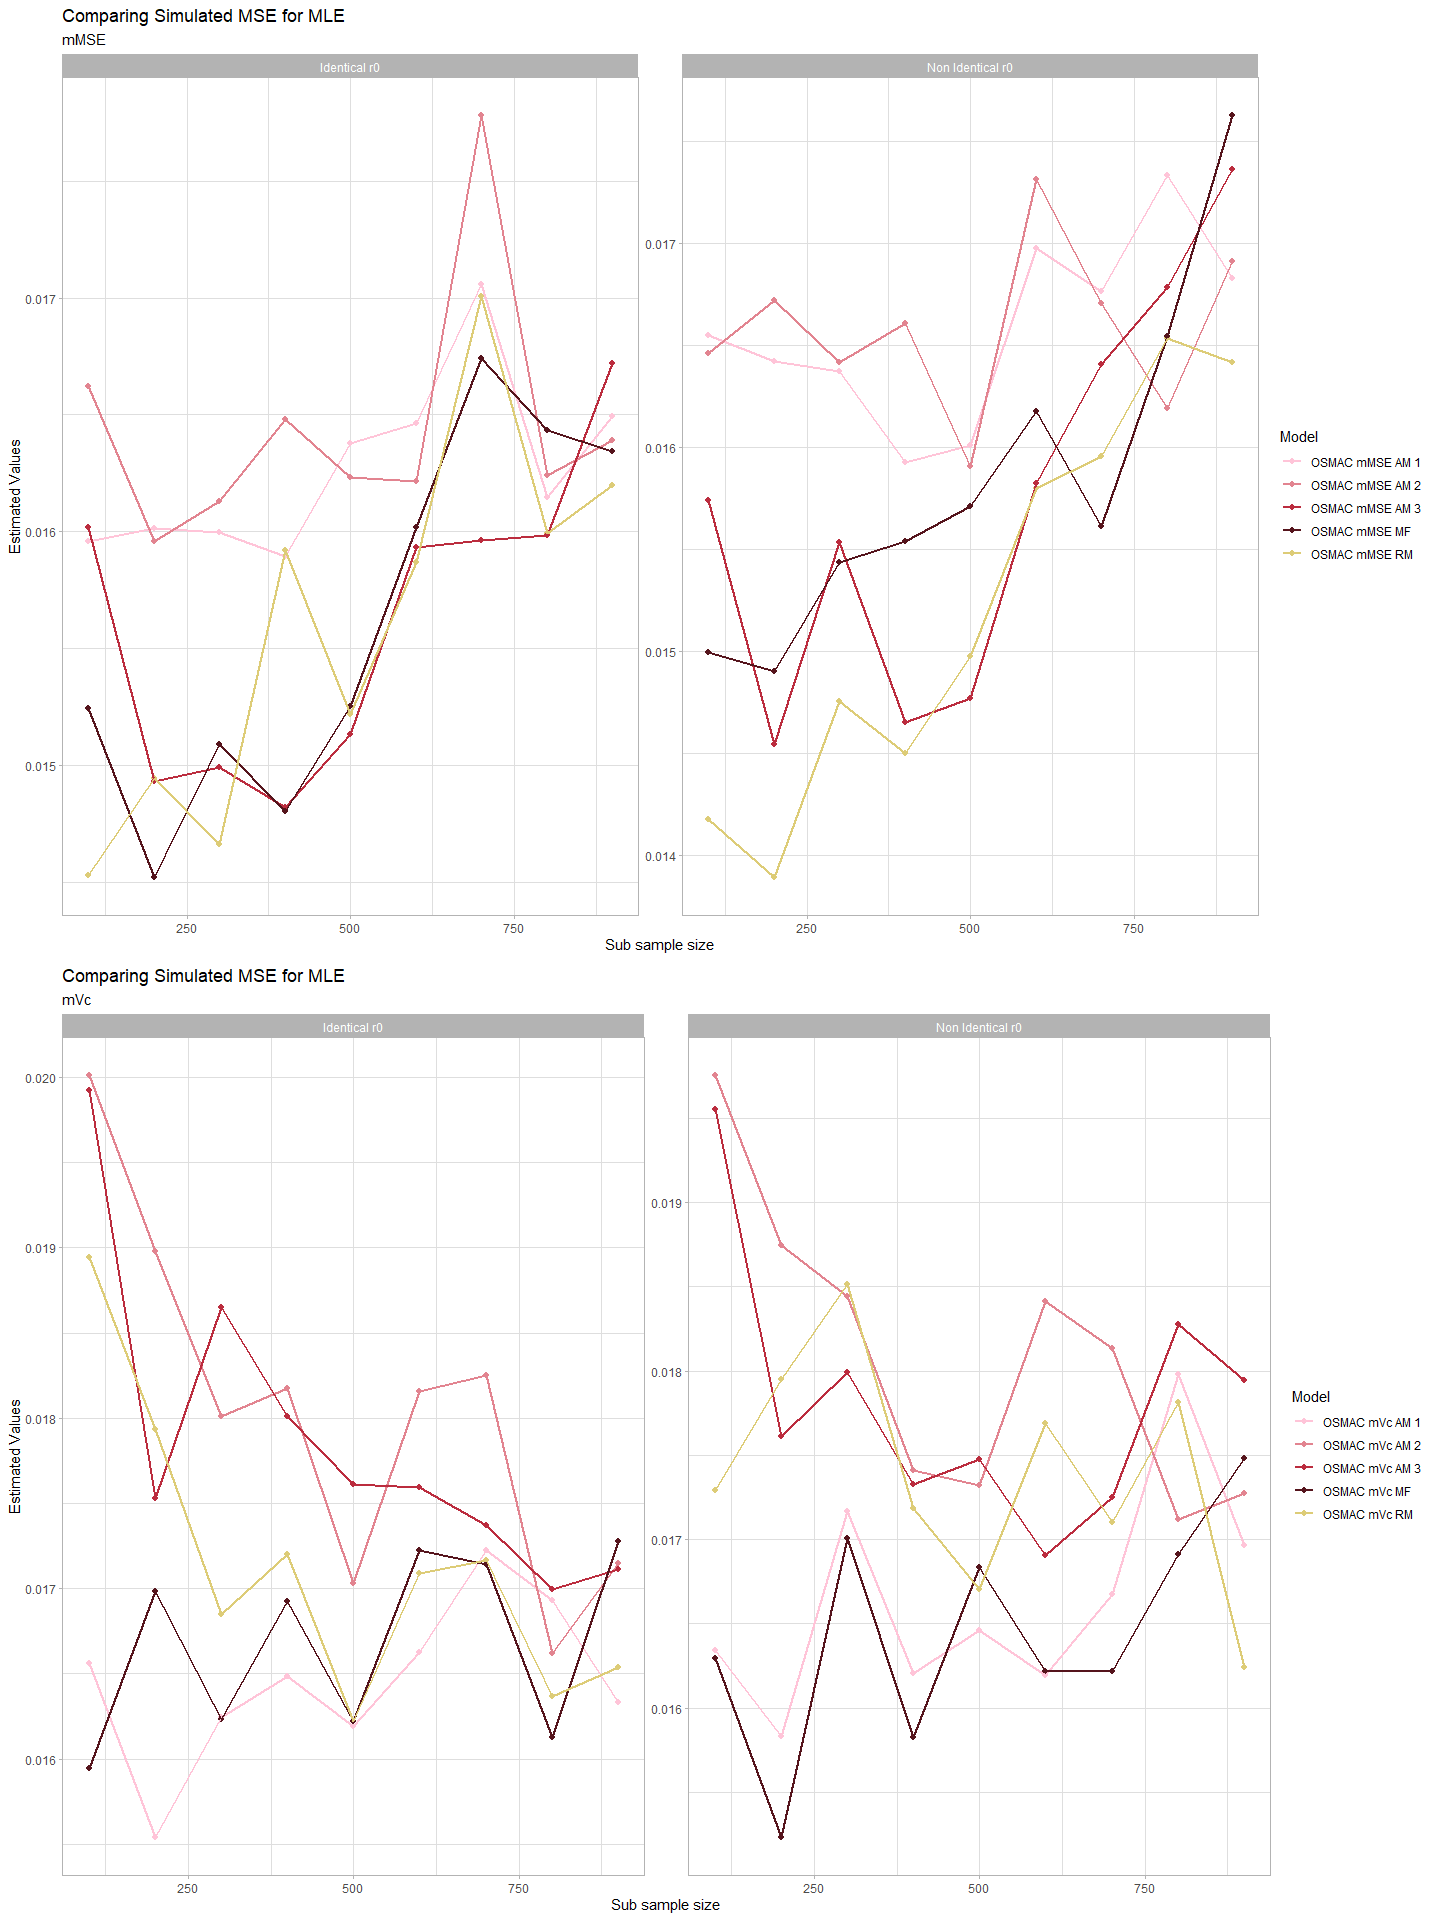 Comparing Simulated MSE for MLE
mMSE
Identical r0
Non Identical r0
Estimated Values
0.017
0.016
0.015
0.017
0.016
0.015
0.014
250
500
750
250
500
750
Sub sample size
Model
OSMAC mMSE AM 1
OSMAC mMSE AM 2
OSMAC mMSE AM 3
OSMAC mMSE MF
OSMAC mMSE RM
Comparing Simulated MSE for MLE
mVc
Identical r0
Non Identical r0
Estimated Values
0.020
0.019
0.018
0.017
0.016
0.019
0.018
0.017
0.016
250
500
750
250
500
750
Sub sample size
Model
OSMAC mVc AM 1
OSMAC mVc AM 2
OSMAC mVc AM 3
OSMAC mVc MF
OSMAC mVc RM